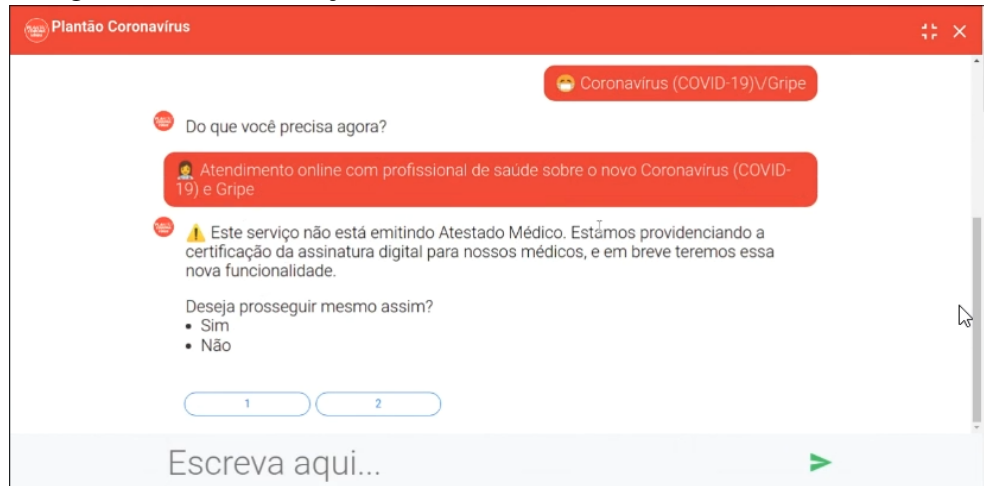 Plantão Coronavírus
😷 Coronavírus (COVID-19)\/Gripe
Do que você precisa agora?
👩‍⚕️ Atendimento online com profissional de saúde sobre o novo Coronavírus (COVID-
19) e Gripe
⚠️ Este serviço não está emitindo Atestado Médico. Estamos providenciando a
certificação da assinatura digital para nossos médicos, e em breve teremos essa
nova funcionalidade.
Deseja prosseguir mesmo assim?
• Sim
• Não
1 2
Escreva aqui...